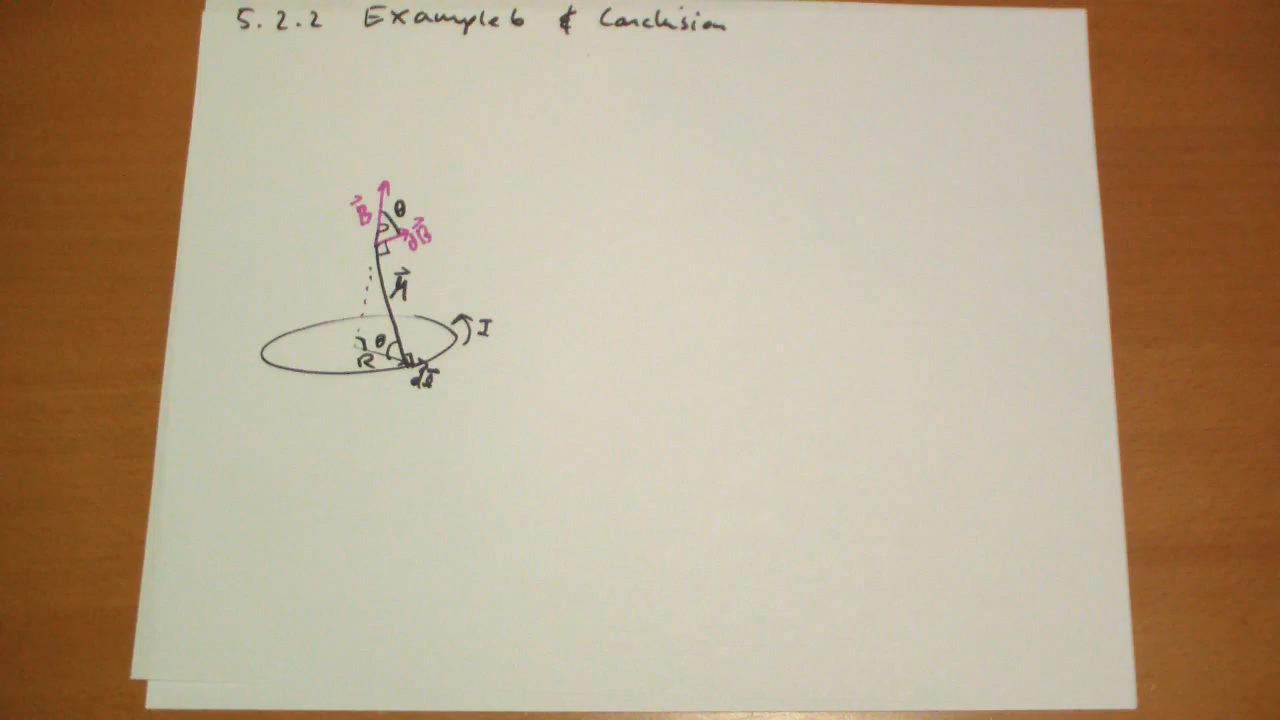 5.2.2 Example 6 & Conclusion
B⃗
θ
dB⃗
r⃗
I
θ
R
dl⃗